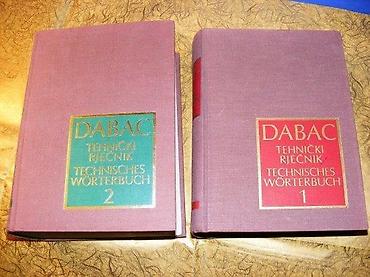 DABAC
TEHNIČKI
RJEČNIK
TECHNISCHES
WÖRTERBUCH
2
DABAC
TEHNIČKI
RJEČNIK
TECHNISCHES
WÖRTERBUCH
1